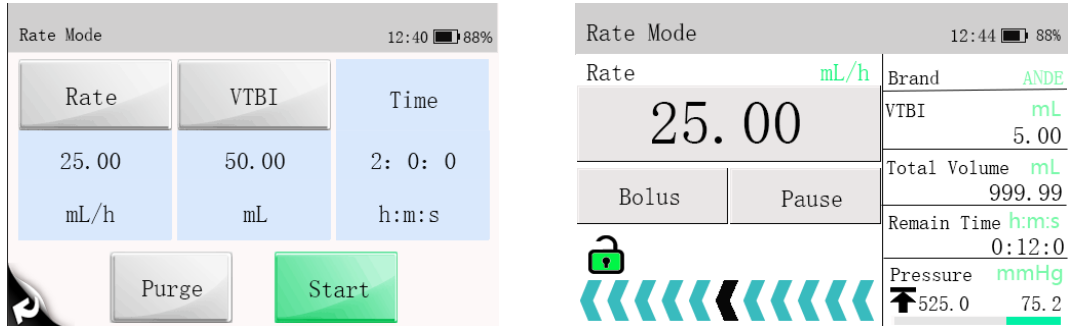 Rate Mode 12:40 88%
Rate VTBI Time
25.00 50.00 2: 0: 0
mL/h mL h:m:s
Purge Start
Rate Mode 12:44 88%
Rate mL/h
25.00
Bolus Pause
Brand ANDE
VTBI mL
5.00
Total Volume mL
999.99
Remain Time h:m:s
0:12:0
Pressure mmHg
525.0 75.2